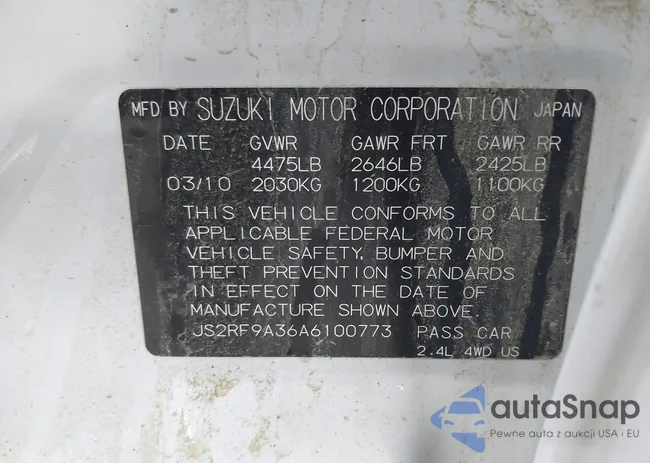 MFD BY SUZUKI MOTOR CORPORATION JAPAN
DATE GVWR GAWR FRT GAWR RR
4475LB 2646LB 2425LB
03/10 2030KG 1200KG 1100KG
THIS VEHICLE CONFORMS TO ALL
APPLICABLE FEDERAL MOTOR
VEHICLE SAFETY, BUMPER AND
THEFT PREVENTION STANDARDS
IN EFFECT ON THE DATE OF
MANUFACTURE SHOWN ABOVE.
JS2RF9A36A6100773 PASS CAR
2.4L 4WD US
autoSnap
Pewne auta z aukcji USA i EU